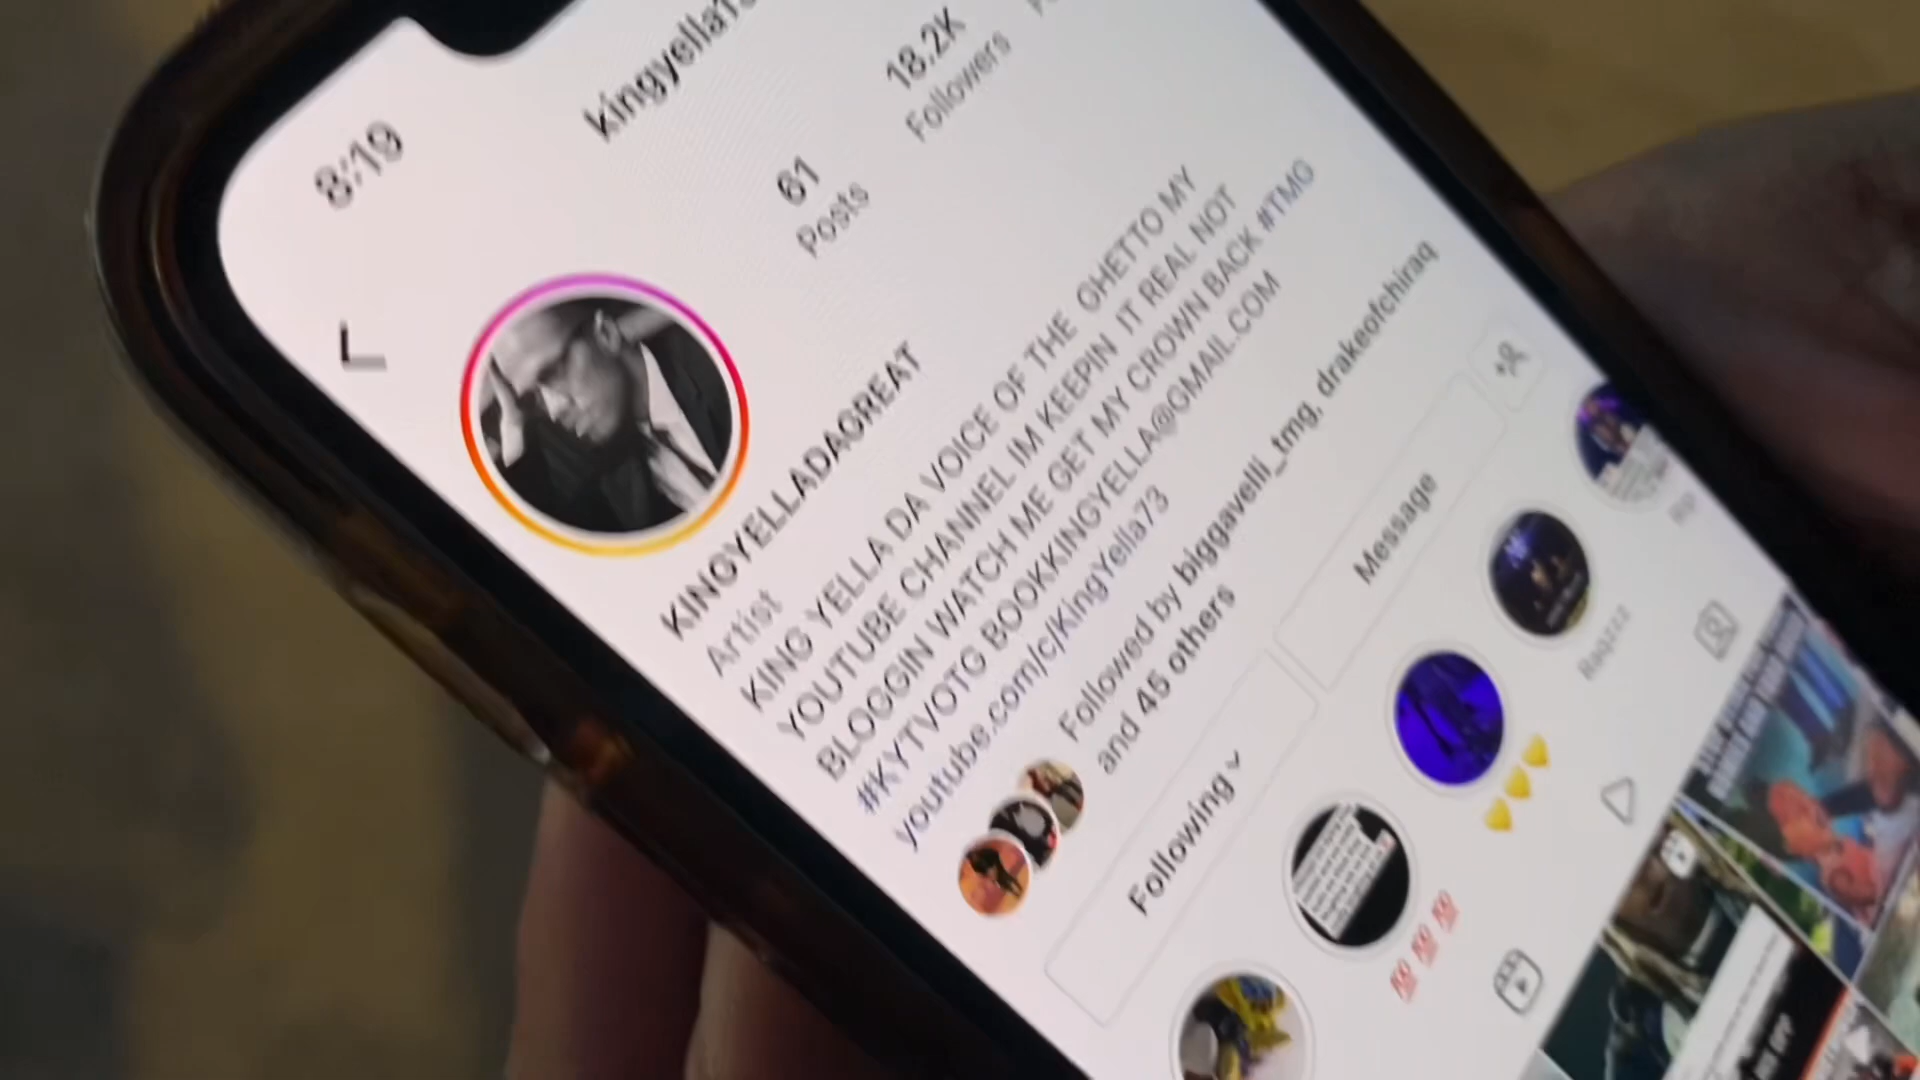 8:19
61
Posts
18.2K
Followers
KINGYELLADAGREAT
Artist
KING YELLA DA VOICE OF THE GHETTO MY
YOUTUBE CHANNEL IM KEEPIN IT REAL NOT
BLOGGIN WATCH ME GET MY CROWN BACK #TMG
#KYTVOTG BOOKKINGYELLA@GMAIL.COM
youtube.com/c/KingYella73
Followed by biggavelli_tmg, drakeofchiraq
and 45 others
Following
Message
💯💯💯
💛💛💛
Raqzzz